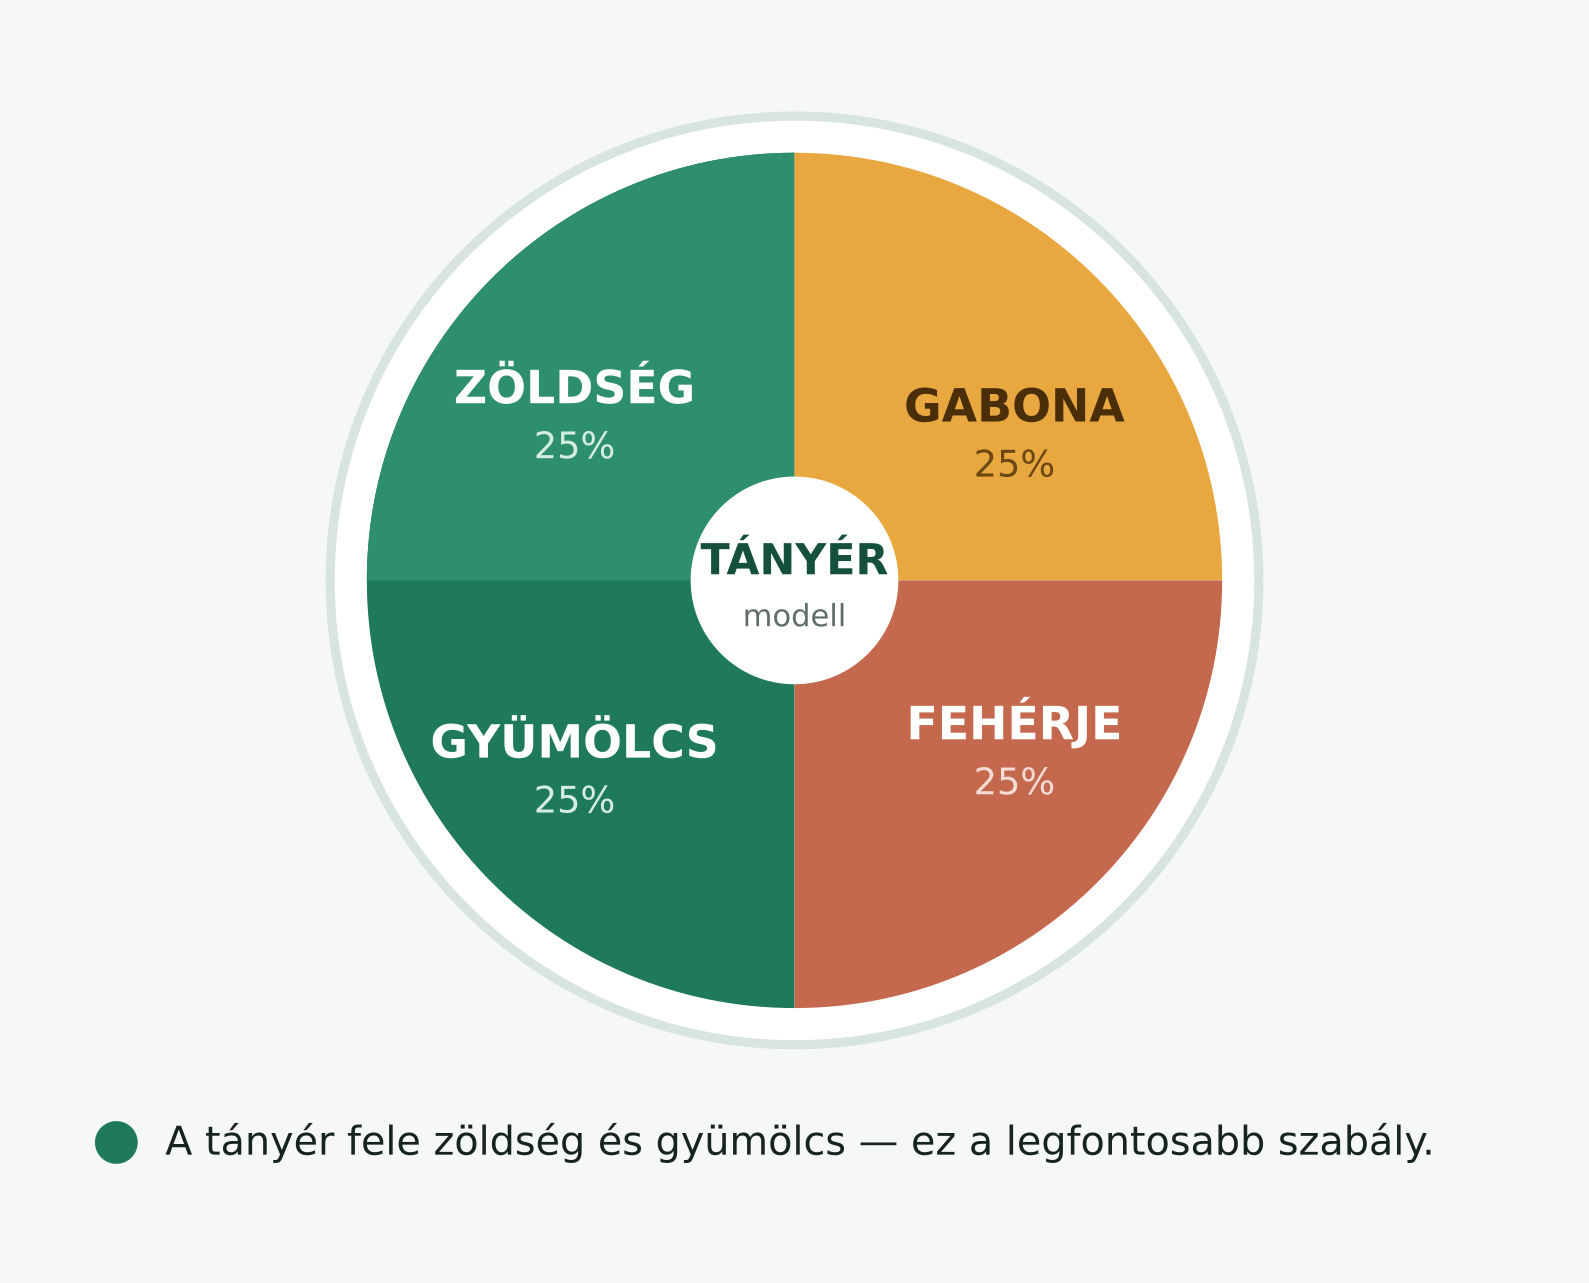 ZÖLDSÉG
25%
GABONA
25%
TÁNYÉR
modell
GYÜMÖLCS
25%
FEHÉRJE
25%
A tányér fele zöldség és gyümölcs — ez a legfontosabb szabály.